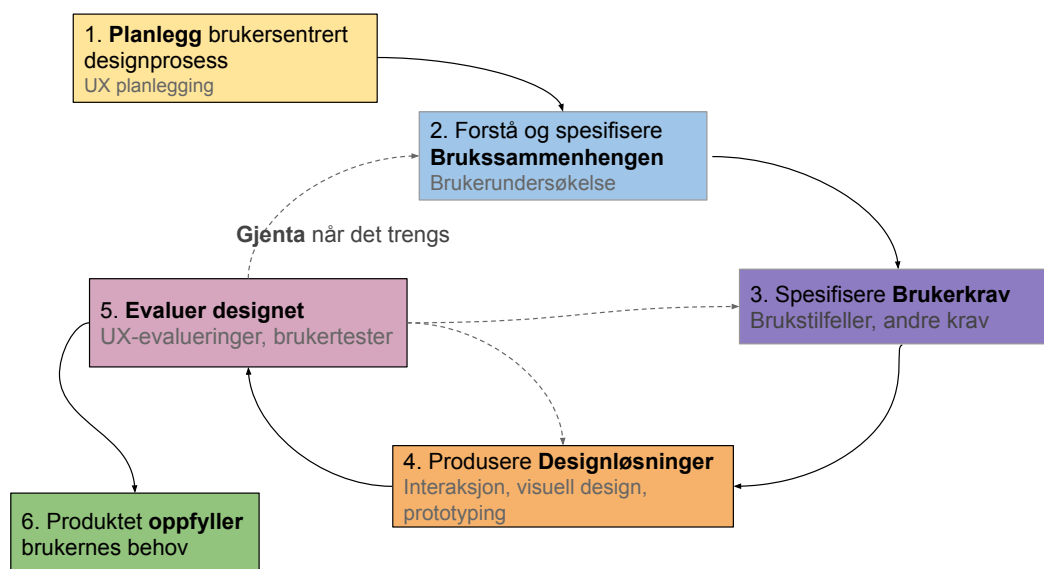 1. Planlegg brukersentrert
designprosess
UX planlegging
2. Forstå og spesifisere
Brukssammenhengen
Brukerundersøkelse
Gjenta når det trengs
3. Spesifisere Brukerkrav
Brukstilfeller, andre krav
5. Evaluer designet
UX-evalueringer, brukertester
4. Produsere Designløsninger
Interaksjon, visuell design,
prototyping
6. Produktet oppfyller
brukernes behov